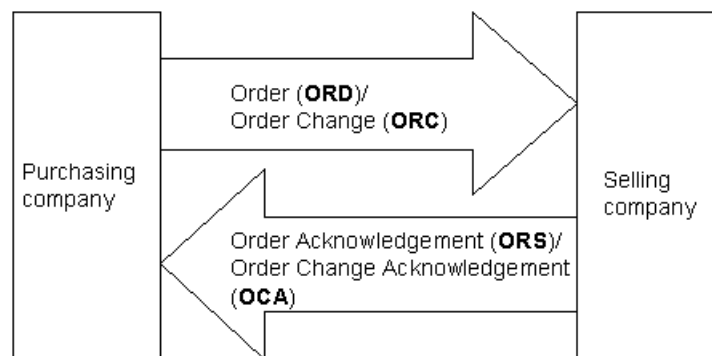 Order (ORD)/
Order Change (ORC)
Purchasing
company
Selling
company
Order Acknowledgement (ORS)/
Order Change Acknowledgement
(OCA)